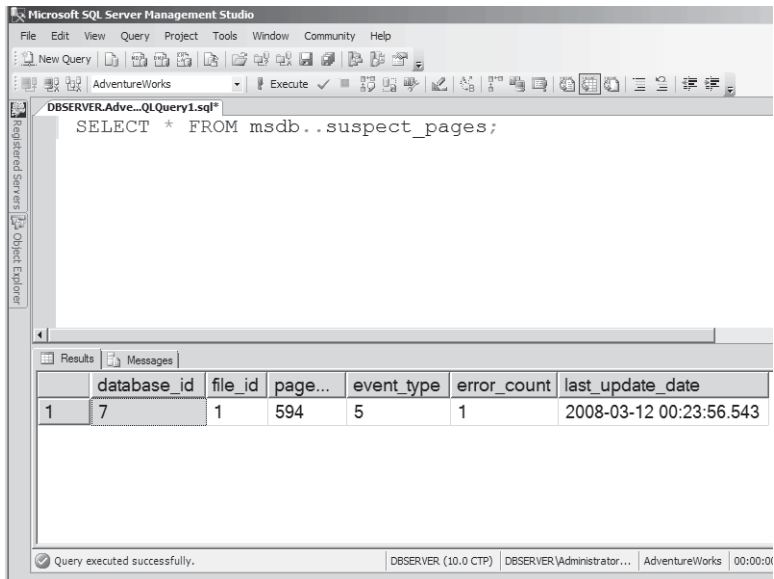 Microsoft SQL Server Management Studio
File Edit View Query Project Tools Window Community Help
New Query
AdventureWorks Execute
Registered Servers
Object Explorer
DBSERVER.Adve...QLQuery1.sql*
SELECT * FROM msdb..suspect_pages;
Results Messages
database_id file_id page... event_type error_count last_update_date
1 7 1 594 5 1 2008-03-12 00:23:56.543
Query executed successfully. DBSERVER (10.0 CTP) DBSERVER\Administrator... AdventureWorks 00:00:00